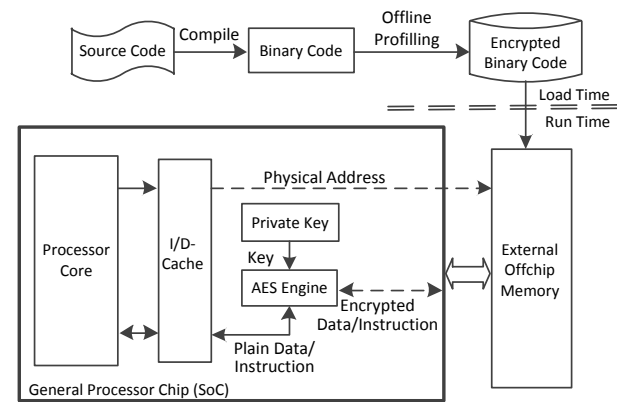 Source Code
Compile
Binary Code
Offline
Profilling
Encrypted
Binary Code
Load Time
Run Time
Processor
Core
I/D-
Cache
Physical Address
Private Key
Key
AES Engine
Encrypted
Data/Instruction
Plain Data/
Instruction
External
Offchip
Memory
General Processor Chip (SoC)